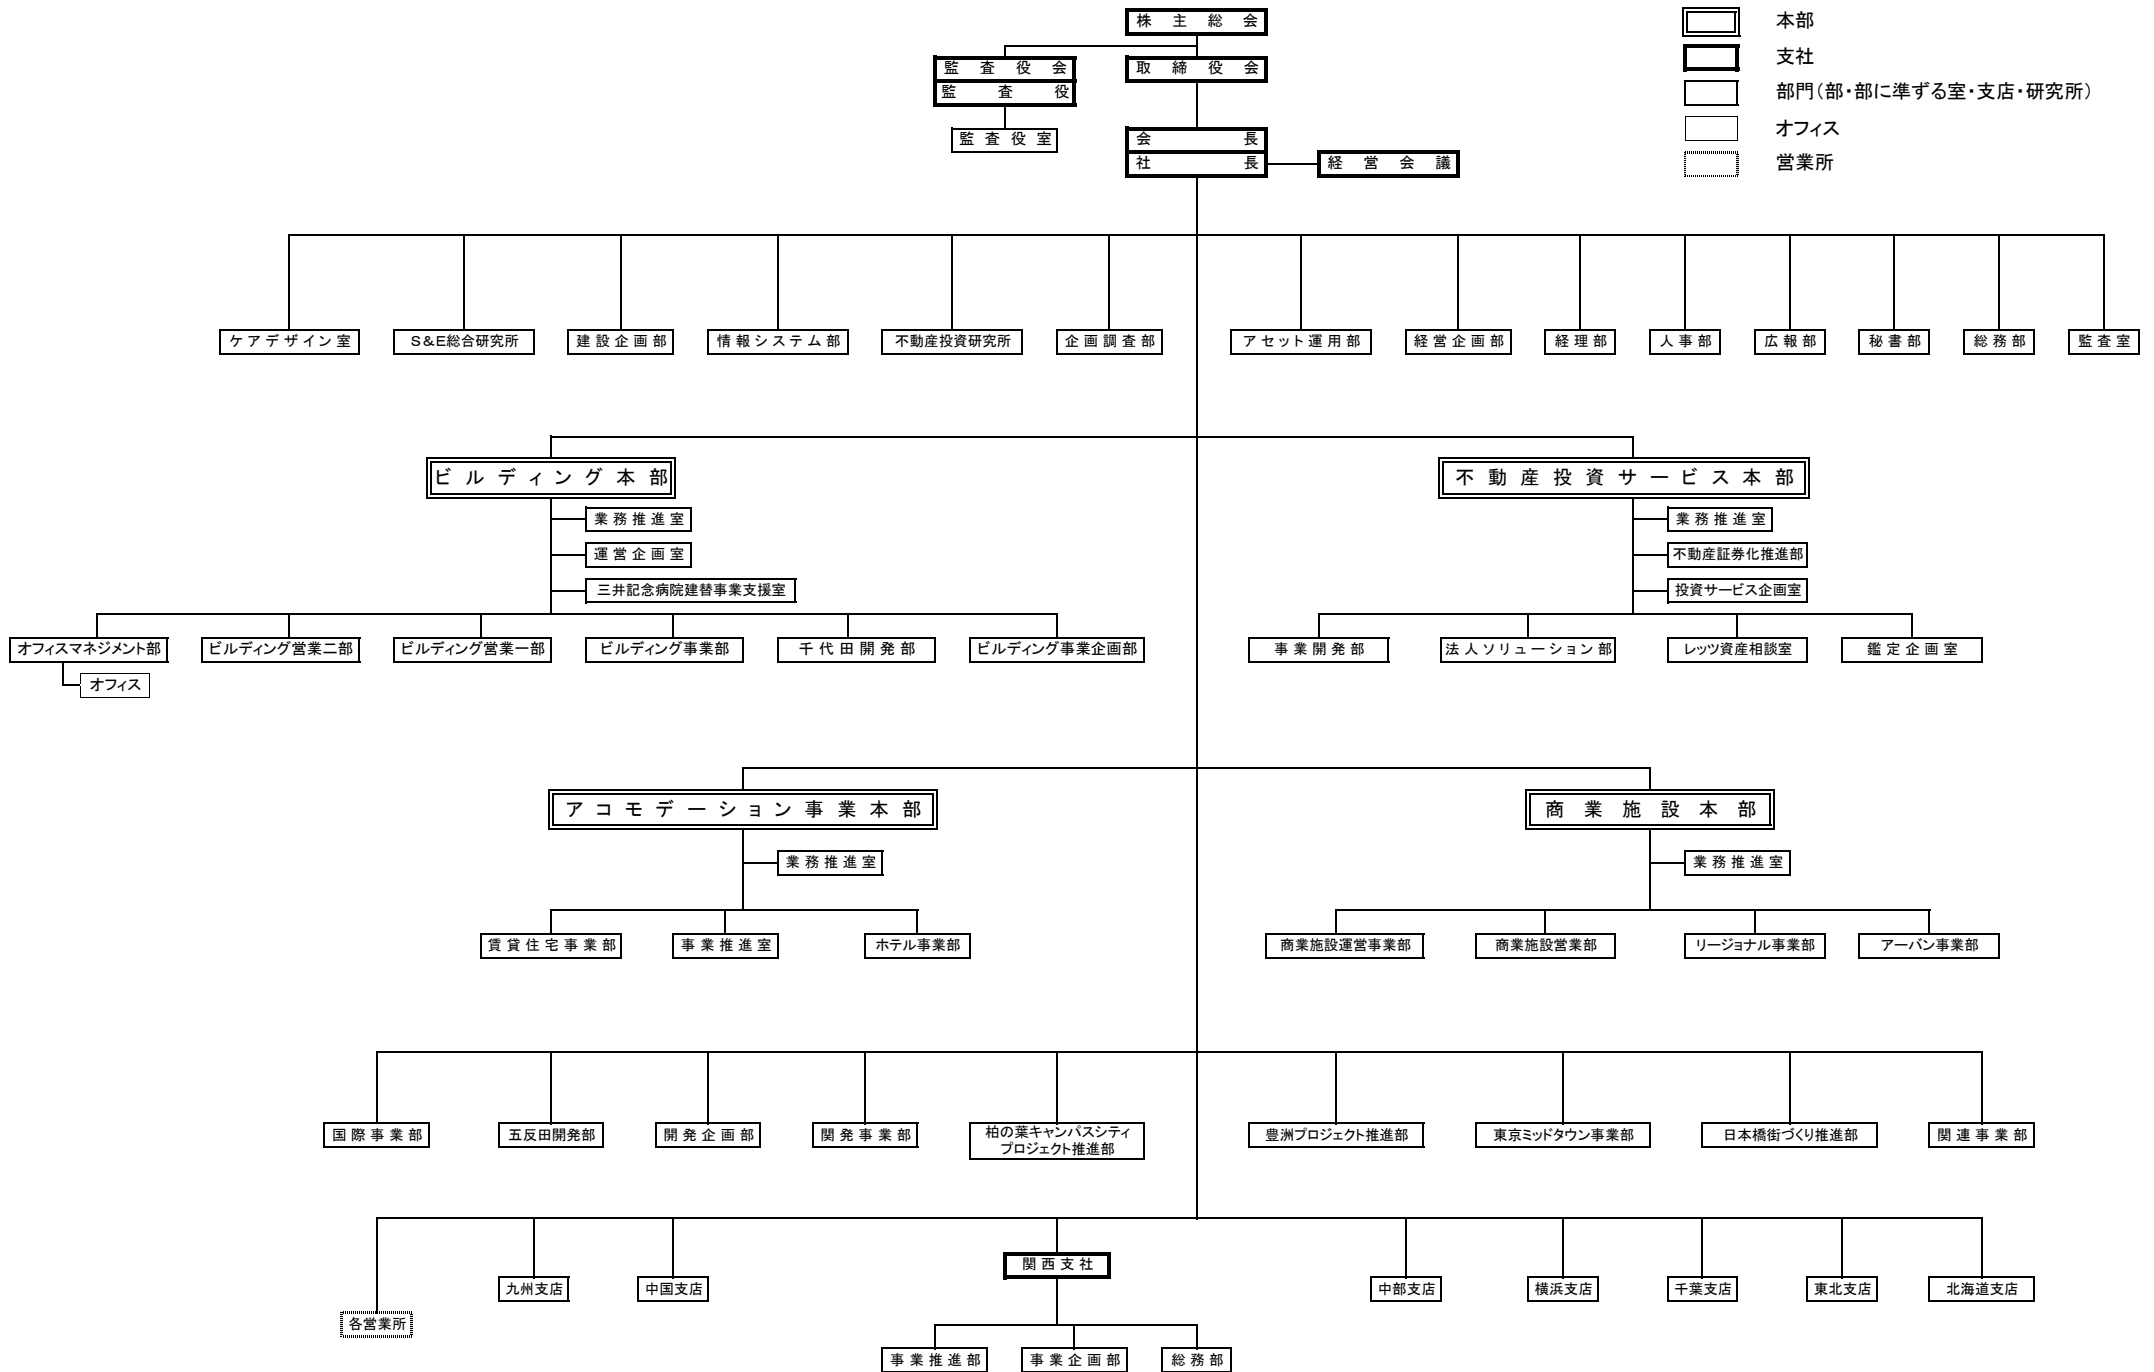 株主総会
本部
支社
監査役会
取締役会
監査役
部門(部・部に準ずる室・支店・研究所)
オフィス
監査役室
会長
社長
経営会議
営業所
ケアデザイン室
S&E総合研究所
建設企画部
情報システム部
不動産投資研究所
企画調査部
アセット運用部
経営企画部
経理部
人事部
広報部
秘書部
総務部
監査室
ビルディング本部
不動産投資サービス本部
業務推進室
業務推進室
運営企画室
不動産証券化推進部
三井記念病院建替事業支援室
投資サービス企画室
オフィスマネジメント部
ビルディング営業二部
ビルディング営業一部
ビルディング事業部
千代田開発部
ビルディング事業企画部
事業開発部
法人ソリューション部
レッツ資産相談室
鑑定企画室
オフィス
アコモデーション事業本部
商業施設本部
業務推進室
業務推進室
賃貸住宅事業部
事業推進室
ホテル事業部
商業施設運営事業部
商業施設営業部
リージョナル事業部
アーバン事業部
国際事業部
五反田開発部
開発企画部
関発事業部
柏の葉キャンパスシティ
プロジェクト推進部
豊洲プロジェクト推進部
東京ミッドタウン事業部
日本橋街づくり推進部
関連事業部
関西支社
九州支店
中国支店
中部支店
横浜支店
千葉支店
東北支店
北海道支店
各営業所
事業推進部
事業企画部
総務部